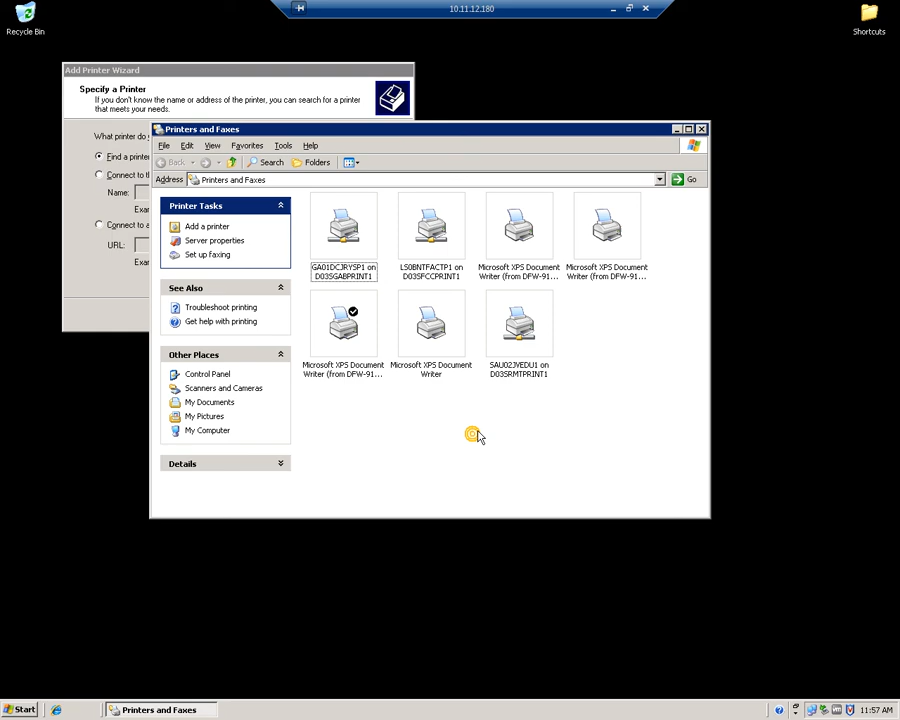 10.11.12.180
Recycle Bin
Shortcuts
Add Printer Wizard
Specify a Printer
If you don't know the name or address of the printer, you can search for a printer
that meets your needs.
What printer do
Find a printe
Connect to th
Name:
Exar
Connect to a
URL:
Exar
Printers and Faxes
File Edit View Favorites Tools Help
Back Search Folders
Address Printers and Faxes Go
Printer Tasks
Add a printer
Server properties
Set up faxing
See Also
Troubleshoot printing
Get help with printing
Other Places
Control Panel
Scanners and Cameras
My Documents
My Pictures
My Computer
Details
GA01DCJRYSP1 on
D03SGABPRINT1
LS0BNTFACTP1 on
D03SFCCPRINT1
Microsoft XPS Document
Writer (from DFW-91...
Microsoft XPS Document
Writer (from DFW-91...
Microsoft XPS Document
Writer (from DFW-91...
Microsoft XPS Document
Writer
SAU02JYEDU1 on
D03SRMTPRINT1
Start Printers and Faxes 11:57 AM